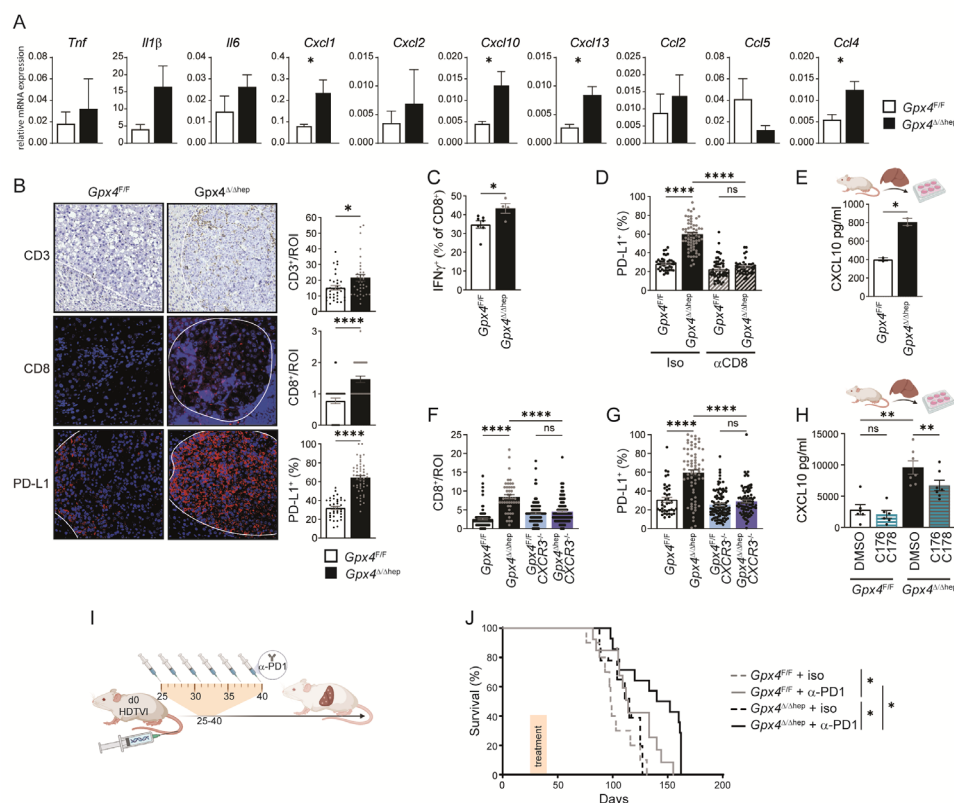 A
Tnf
Il1β
Il6
Cxcl1
Cxcl2
Cxcl10
Cxcl13
Ccl2
Ccl5
Ccl4
relative mRNA expression
0.08
0.06
0.04
0.02
0.00
25
20
15
10
5
0
0.06
0.04
0.02
0.00
0.4
0.3
0.2
0.1
0.0
*
0.015
0.010
0.005
0.000
0.020
0.015
0.010
0.005
0.000
*
0.015
0.010
0.005
0.000
*
0.025
0.020
0.015
0.010
0.005
0.000
0.08
0.06
0.04
0.02
0.00
0.020
0.015
0.010
0.005
0.000
*
Gpx4F/F
Gpx4Δ/Δhep
B
Gpx4F/F
Gpx4Δ/Δhep
CD3
CD8
PD-L1
CD3+/ROI
60
50
40
30
20
10
0
*
CD8+/ROI
3
2
1
0
****
PD-L1+ (%)
100
80
60
40
20
0
****
Gpx4F/F
Gpx4Δ/Δhep
C
IFNγ+ (% of CD8+)
50
40
30
20
10
0
*
Gpx4F/F
Gpx4Δ/Δhep
D
PD-L1+ (%)
100
80
60
40
20
0
****
****
ns
Gpx4F/F
Gpx4Δ/Δhep
Gpx4F/F
Gpx4Δ/Δhep
Iso
αCD8
E
CXCL10 pg/ml
1000
800
600
400
200
0
*
Gpx4F/F
Gpx4Δ/Δhep
F
CD8+/ROI
25
20
15
10
5
0
****
****
ns
Gpx4F/F
Gpx4Δ/Δhep
Gpx4F/F
CXCR3-/-
Gpx4Δ/Δhep
CXCR3-/-
G
PD-L1+ (%)
100
80
60
40
20
0
****
****
ns
Gpx4F/F
Gpx4Δ/Δhep
Gpx4F/F
CXCR3-/-
Gpx4Δ/Δhep
CXCR3-/-
H
CXCL10 pg/ml
15000
10000
5000
0
**
ns
**
DMSO
C176
C178
DMSO
C176
C178
Gpx4F/F
Gpx4Δ/Δhep
I
α-PD1
25
30
35
40
25-40
d0
HDTVI
J
Survival (%)
100
80
60
40
20
0
treatment
0
50
100
150
200
Days
Gpx4F/F + iso
Gpx4F/F + α-PD1
Gpx4Δ/Δhep + iso
Gpx4Δ/Δhep + α-PD1
*
*
*